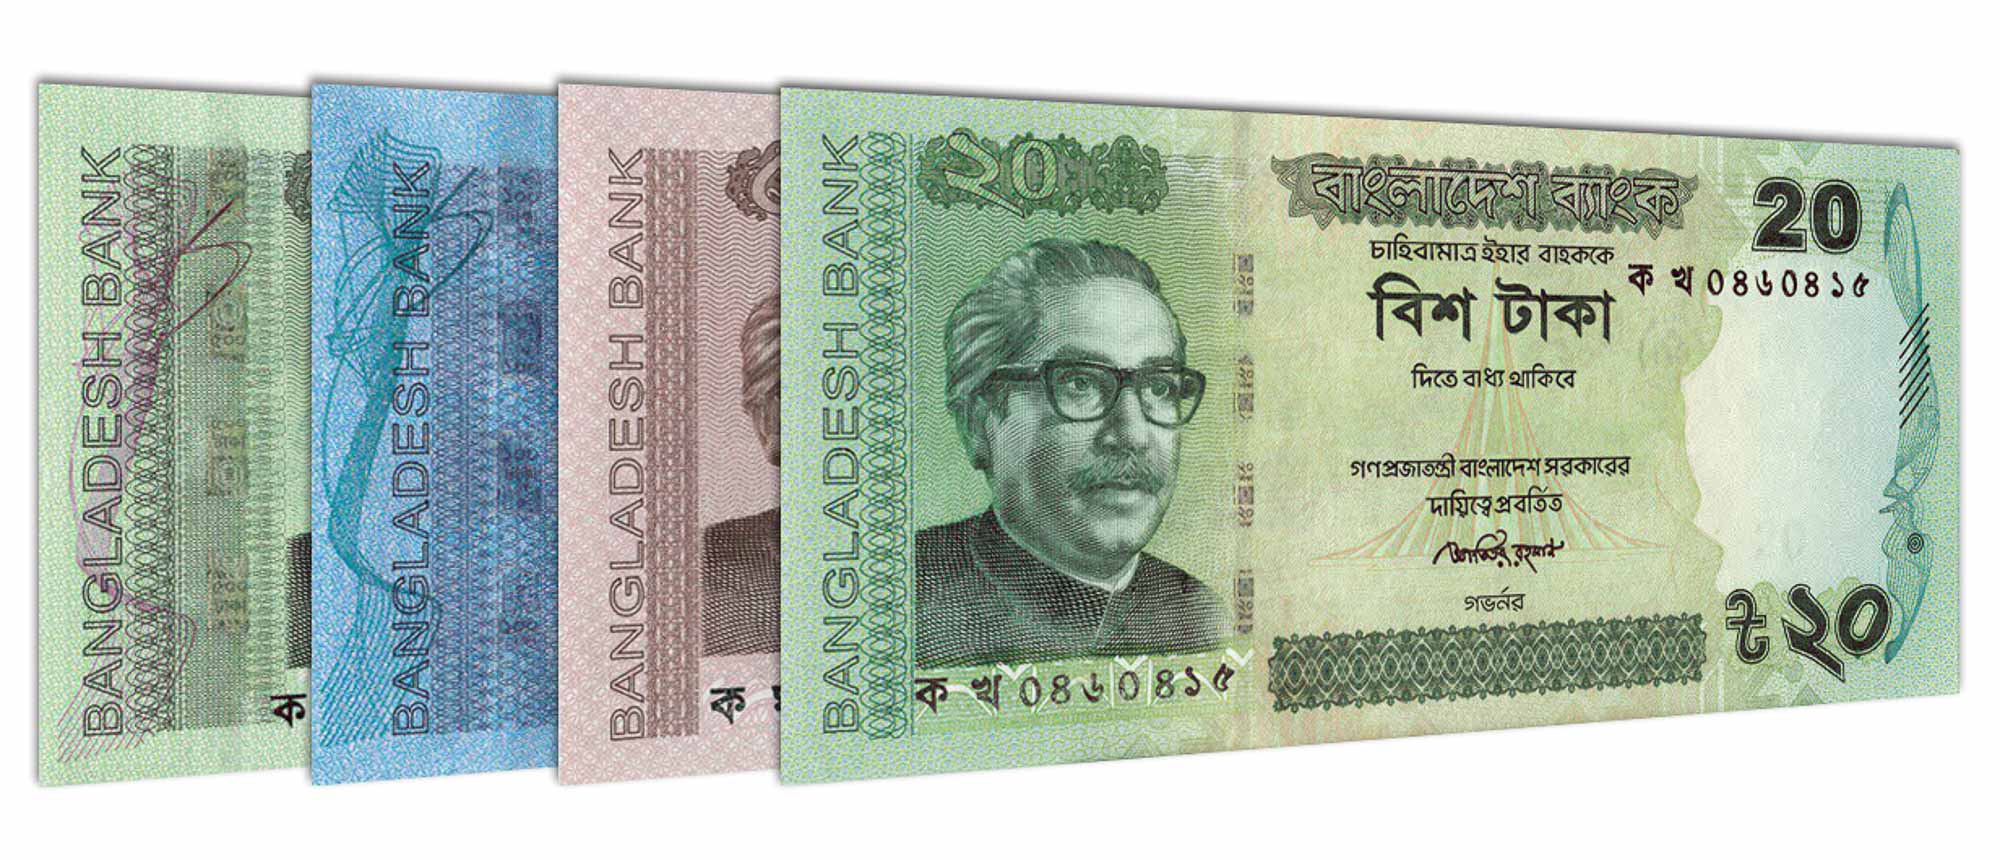 BANGLADESH BANK
ক
BANGLADESH BANK
BANGLADESH BANK
ক
BANGLADESH BANK
২০
বাংলাদেশ ব্যাংক
20
চাহিবামাত্র ইহার বাহককে
ক খ ০৪৬০৪১৫
বিশ টাকা
দিতে বাধ্য থাকিবে
গণপ্রজাতন্ত্রী বাংলাদেশ সরকারের
দায়িত্বে প্রবর্তিত
গভর্নর
৳ ২০
ক খ ০৪৬০৪১৫